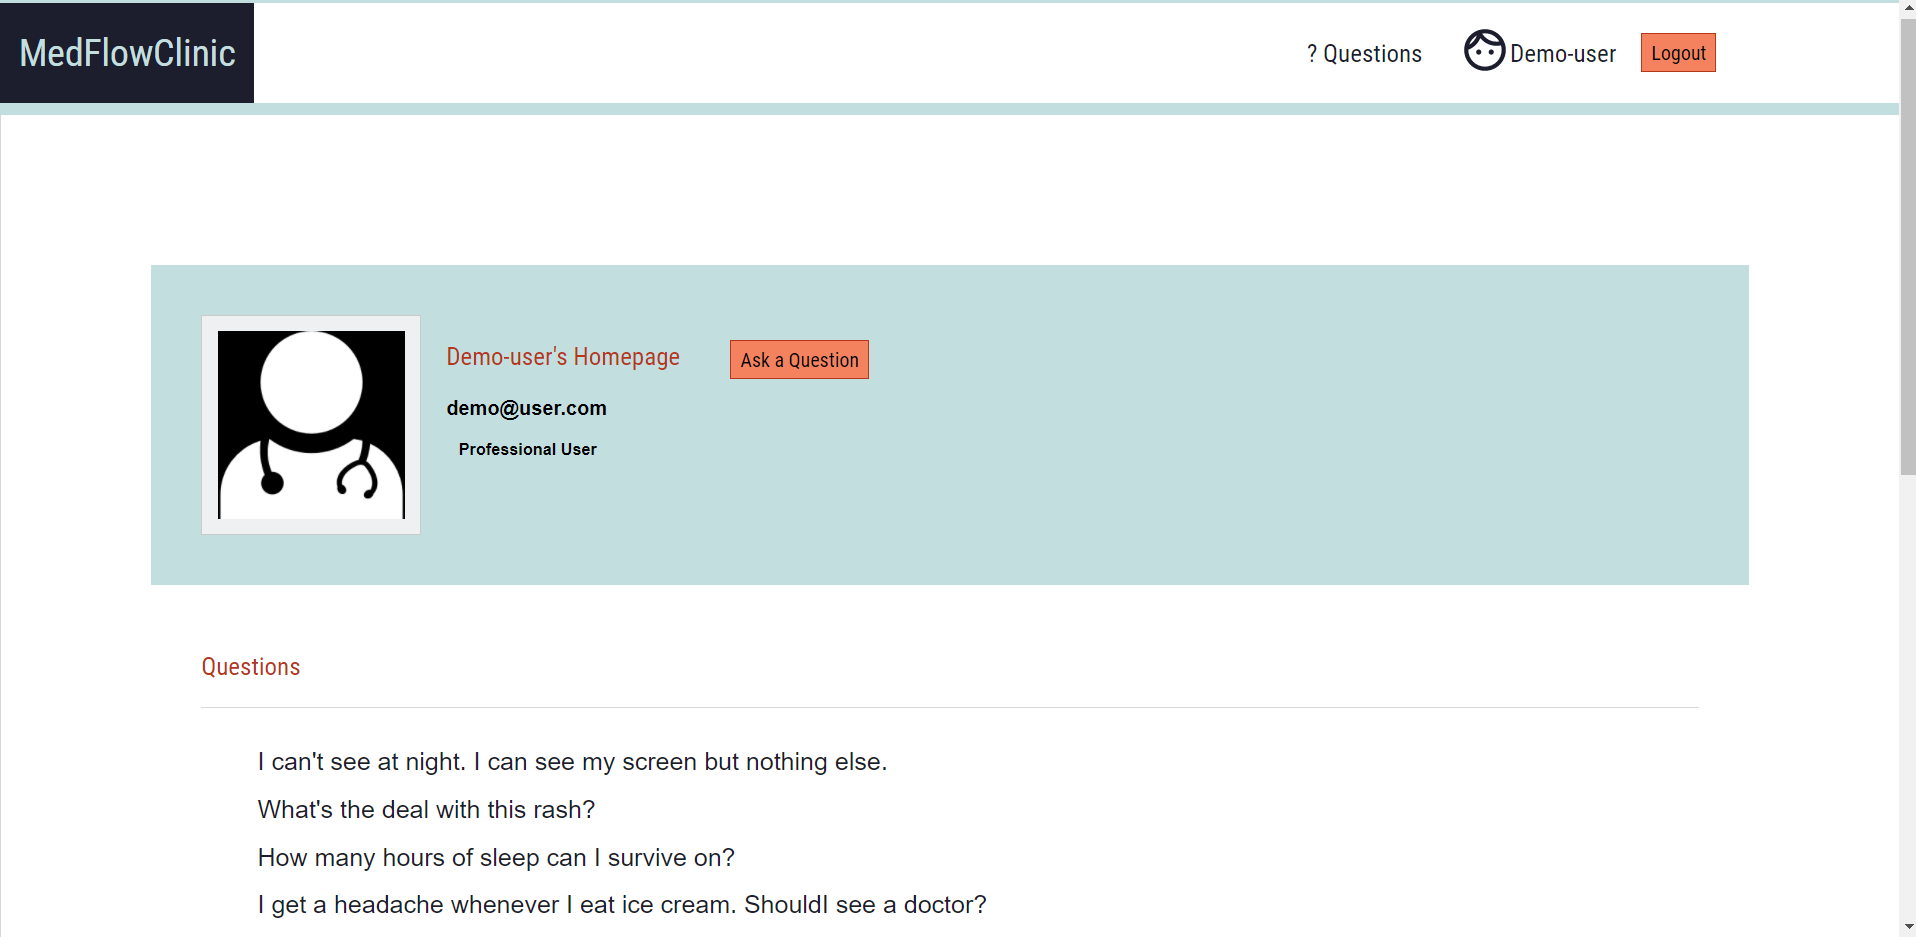 MedFlowClinic
? Questions
Demo-user
Logout
Demo-user's Homepage
Ask a Question
demo@user.com
Professional User
Questions
I can't see at night. I can see my screen but nothing else.
What's the deal with this rash?
How many hours of sleep can I survive on?
I get a headache whenever I eat ice cream. ShouldI see a doctor?